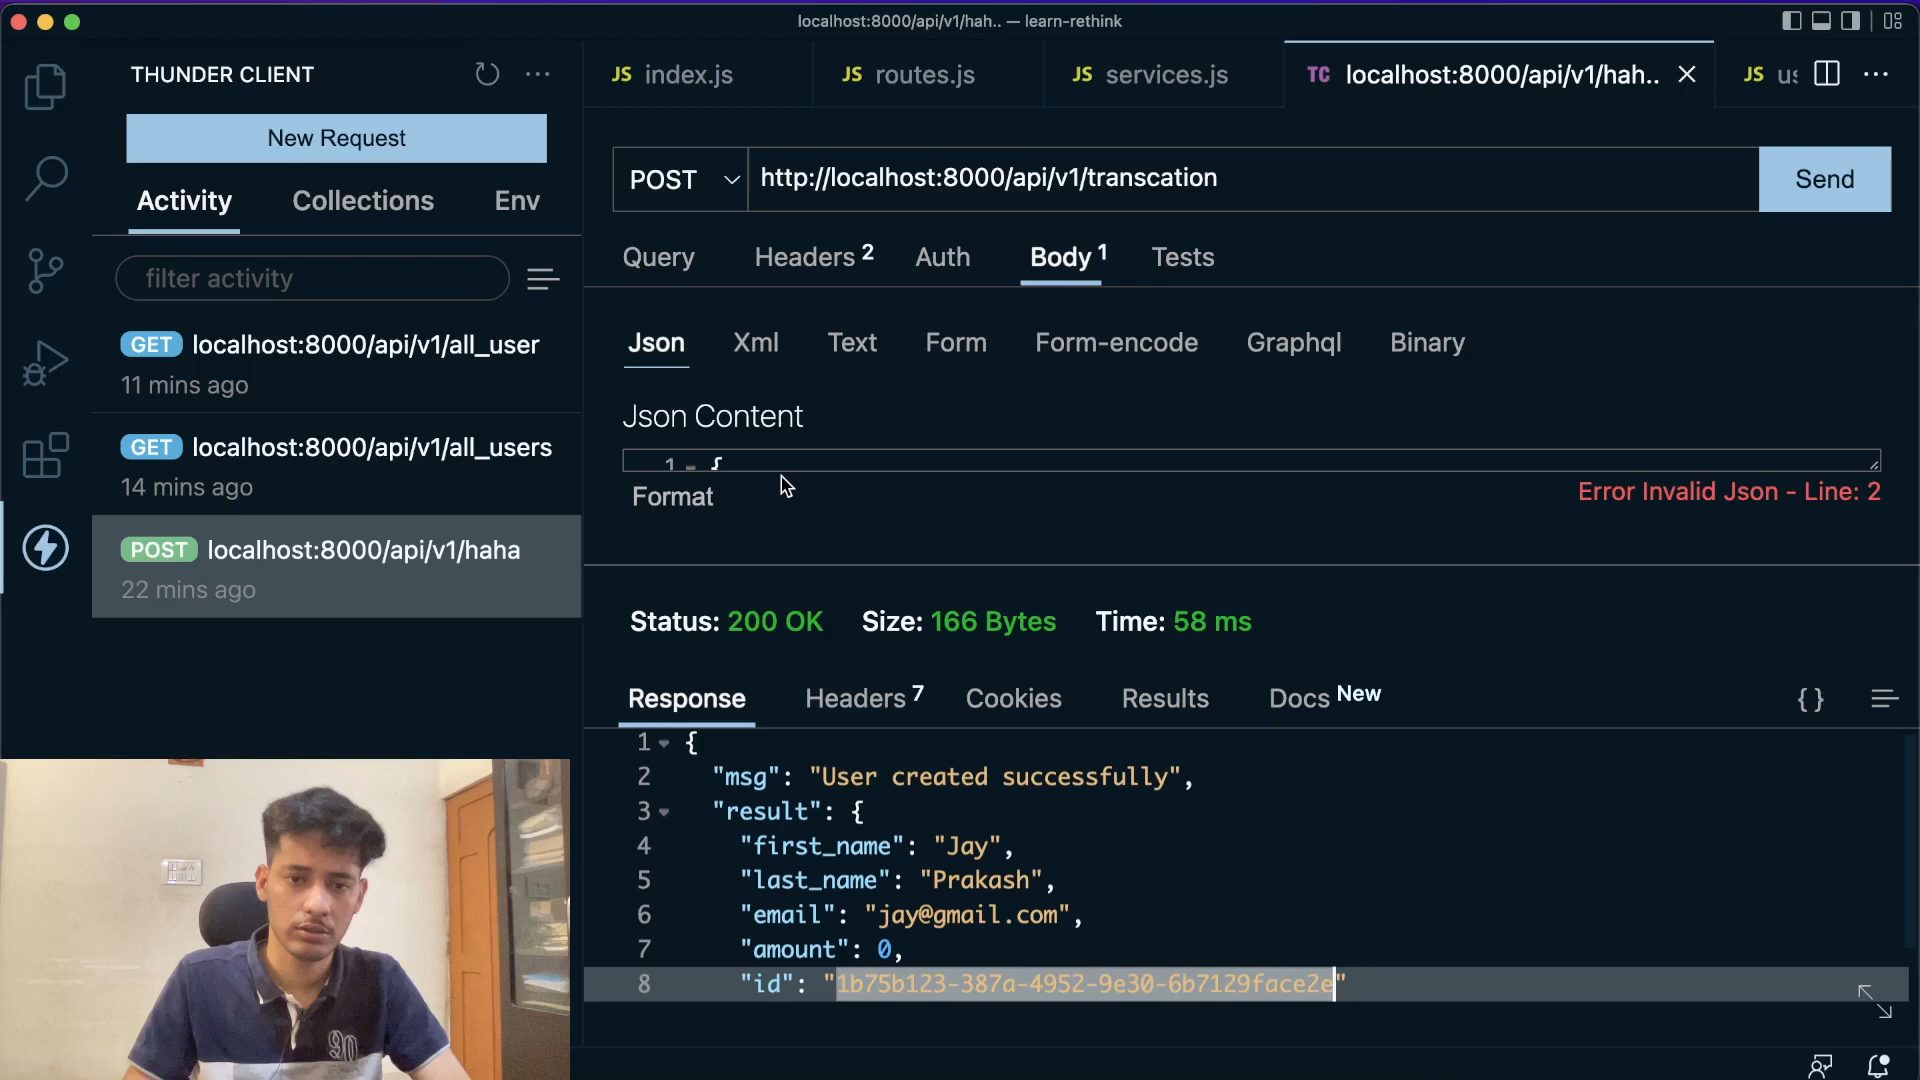 localhost:8000/api/v1/hah.. — learn-rethink
THUNDER CLIENT
New Request
Activity Collections Env
filter activity
GET localhost:8000/api/v1/all_user
11 mins ago
GET localhost:8000/api/v1/all_users
14 mins ago
POST localhost:8000/api/v1/haha
22 mins ago
JS index.js JS routes.js JS services.js TC localhost:8000/api/v1/hah.. JS
POST http://localhost:8000/api/v1/transcation Send
Query Headers 2 Auth Body 1 Tests
Json Xml Text Form Form-encode Graphql Binary
Json Content
1 {
Format Error Invalid Json - Line: 2
Status: 200 OK Size: 166 Bytes Time: 58 ms
Response Headers 7 Cookies Results Docs New { }
1 {
2 "msg": "User created successfully",
3 "result": {
4 "first_name": "Jay",
5 "last_name": "Prakash",
6 "email": "jay@gmail.com",
7 "amount": 0,
8 "id": "1b75b123-387a-4952-9e30-6b7129face2e"
90